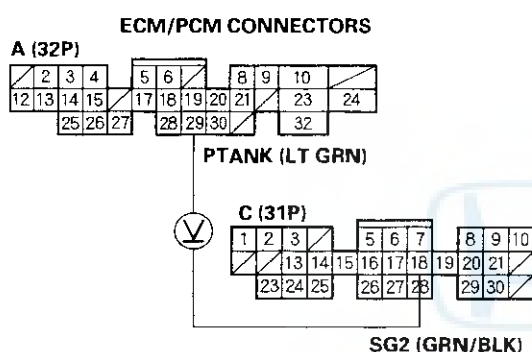 ECM/PCM CONNECTORS
A (32P)
2 3 4 5 6 8 9 10
12 13 14 15 17 18 19 20 21 23 24
25 26 27 28 29 30 32
PTANK (LT GRN)
V
C (31P)
1 2 3 5 6 7 8 9 10
13 14 15 16 17 18 19 20 21
23 24 25 26 27 28 29 30
SG2 (GRN/BLK)